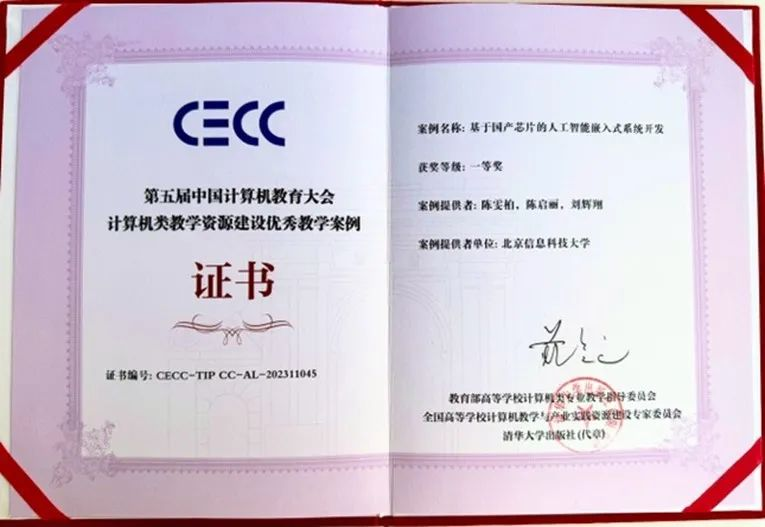 CECC
第五届中国计算机教育大会
计算机类教学资源建设优秀教学案例
证书
证书编号: CECC-TIP CC-AL-202311045
案例名称: 基于国产芯片的人工智能嵌入式系统开发
获奖等级: 一等奖
案例提供者: 陈雯柏, 陈启丽, 刘辉翔
案例提供者单位: 北京信息科技大学
教育部高等学校计算机类专业教学指导委员会
全国高等学校计算机教学与产业实践资源建设专家委员会
清华大学出版社(代章)